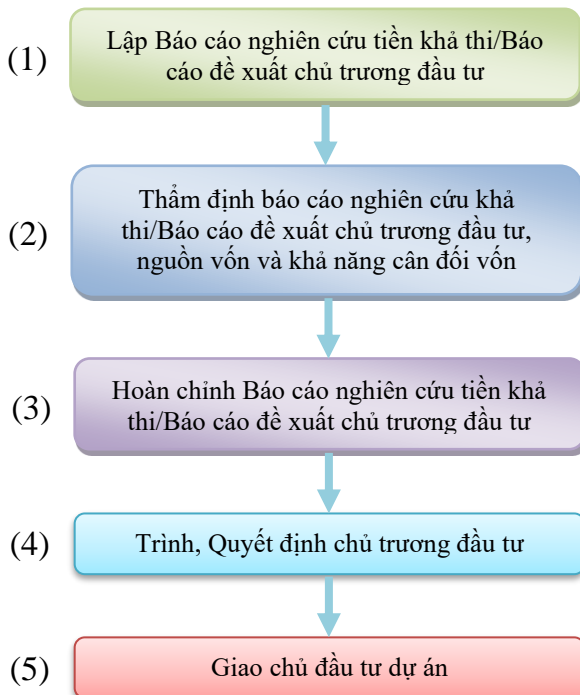 (1)
Lập Báo cáo nghiên cứu tiền khả thi/Báo
cáo đề xuất chủ trương đầu tư
(2)
Thẩm định báo cáo nghiên cứu khả
thi/Báo cáo đề xuất chủ trương đầu tư,
nguồn vốn và khả năng cân đối vốn
(3)
Hoàn chỉnh Báo cáo nghiên cứu tiền khả
thi/Báo cáo đề xuất chủ trương đầu tư
(4)
Trình, Quyết định chủ trương đầu tư
(5)
Giao chủ đầu tư dự án